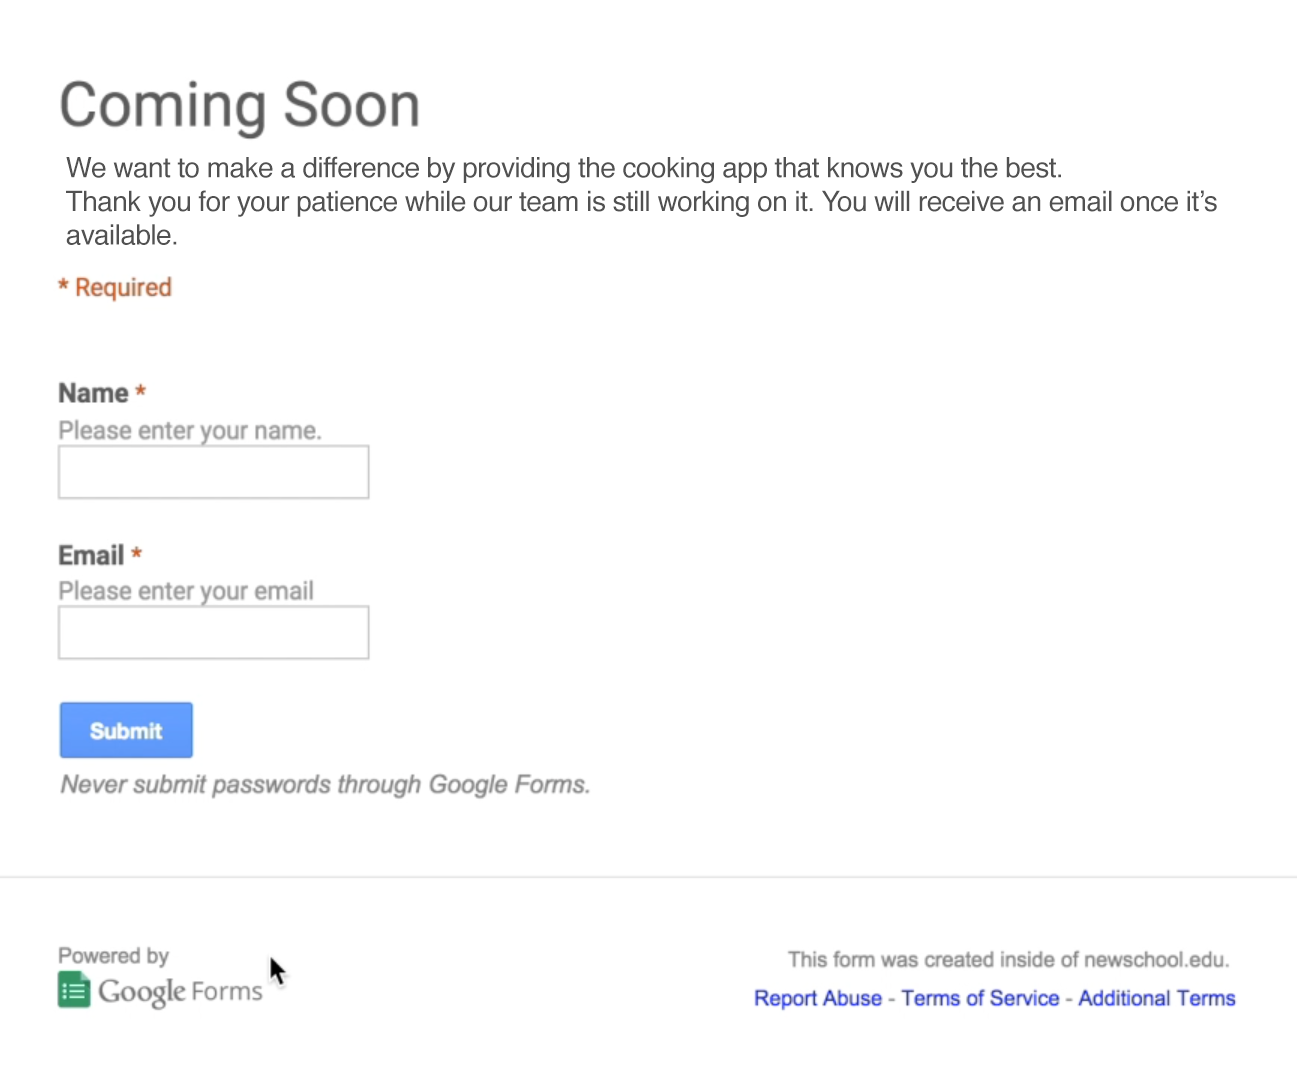 Coming Soon
We want to make a difference by providing the cooking app that knows you the best.
Thank you for your patience while our team is still working on it. You will receive an email once it’s
available.
* Required
Name *
Please enter your name.
Email *
Please enter your email
Submit
Never submit passwords through Google Forms.
Powered by
Google Forms
This form was created inside of newschool.edu.
Report Abuse - Terms of Service - Additional Terms